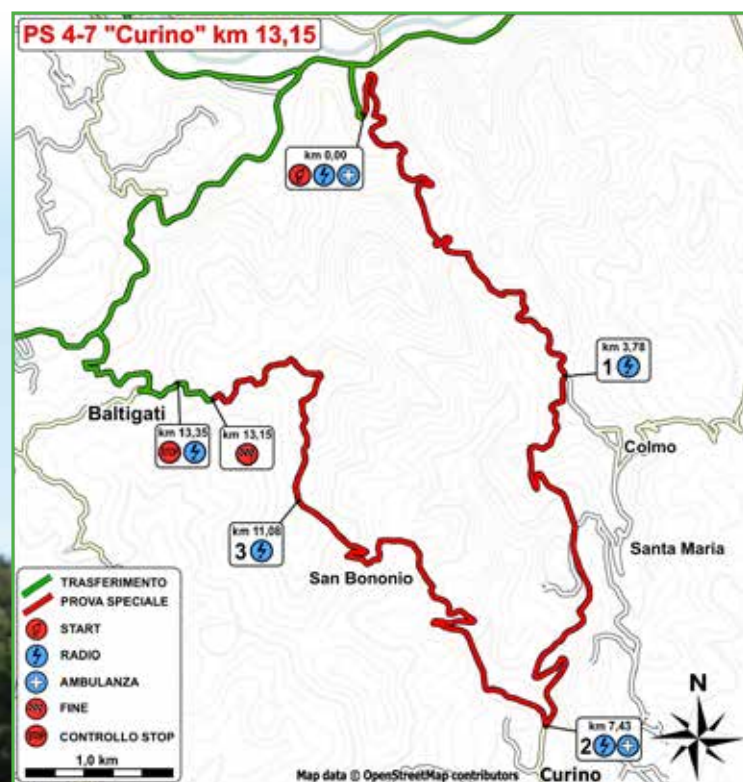 PS 4-7 "Curino" km 13,15
km 0,00
km 3,78
1
Colmo
Baltigati
km 13,35
STOP
km 13,15
Santa Maria
km 11,08
3
San Bononio
TRASFERIMENTO
PROVA SPECIALE
START
RADIO
AMBULANZA
FINE
STOP
CONTROLLO STOP
1,0 km
N
km 7,43
2
Curino
Map data © OpenStreetMap contributors